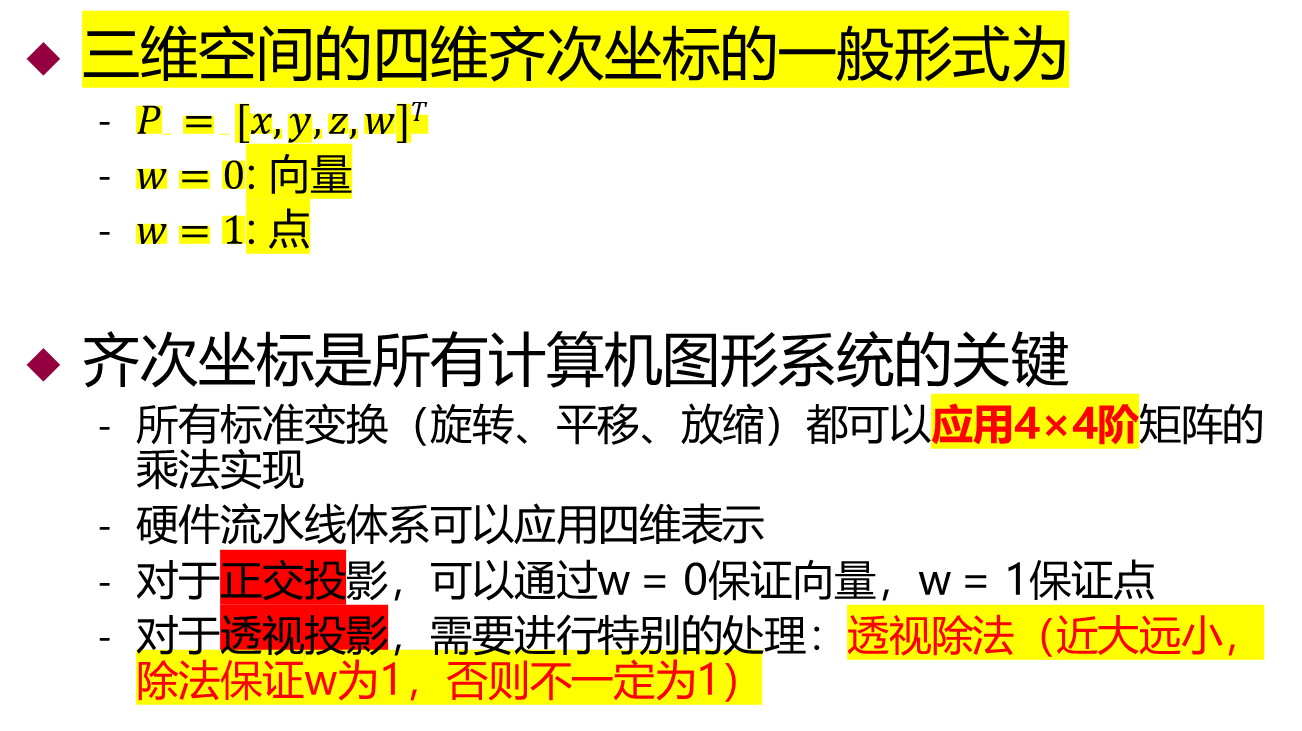 ◆ 三维空间的四维齐次坐标的一般形式为
- P = [x, y, z, w]^T
- w = 0: 向量
- w = 1: 点
◆ 齐次坐标是所有计算机图形系统的关键
- 所有标准变换（旋转、平移、放缩）都可以应用4×4阶矩阵的
乘法实现
- 硬件流水线体系可以应用四维表示
- 对于正交投影，可以通过w = 0保证向量，w = 1保证点
- 对于透视投影，需要进行特别的处理：透视除法（近大远小，
除法保证w为1，否则不一定为1）